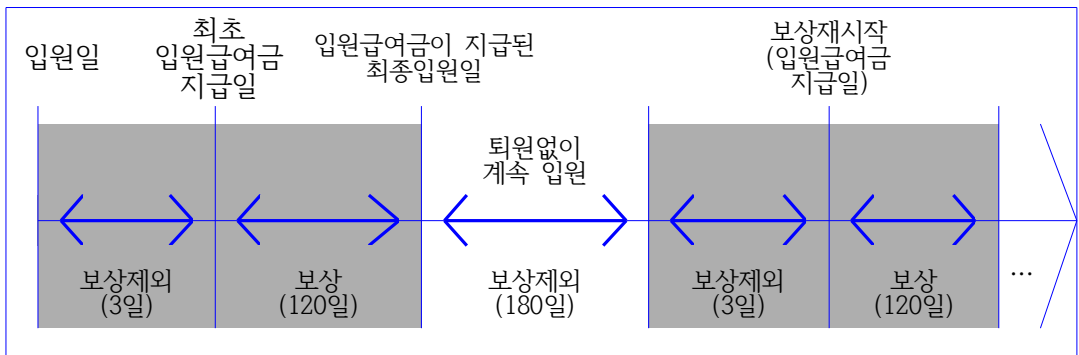 입원일
최초
입원급여금
지급일
입원급여금이 지급된
최종입원일
보상재시작
(입원급여금
지급일)
퇴원없이
계속 입원
보상제외
(3일)
보상
(120일)
보상제외
(180일)
보상제외
(3일)
보상
(120일)
...